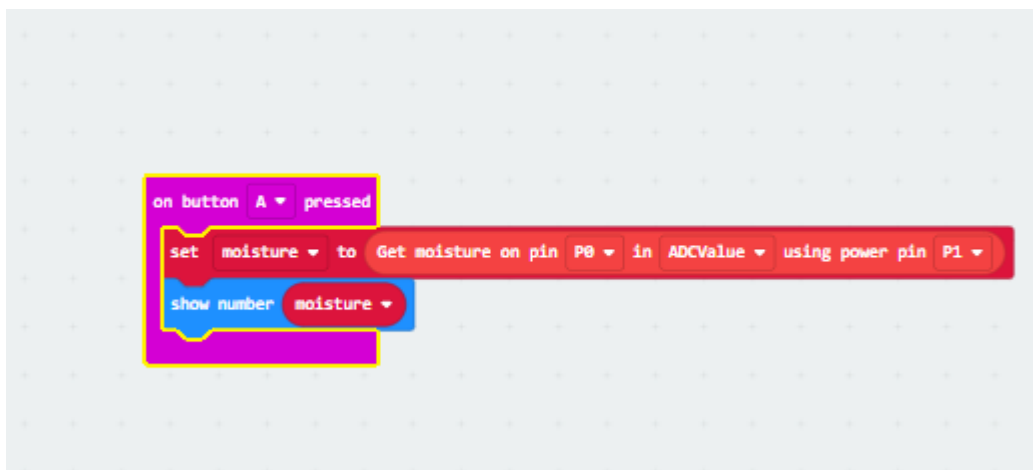 on button A pressed
set moisture to Get moisture on pin P0 in ADCValue using power pin P1
show number moisture